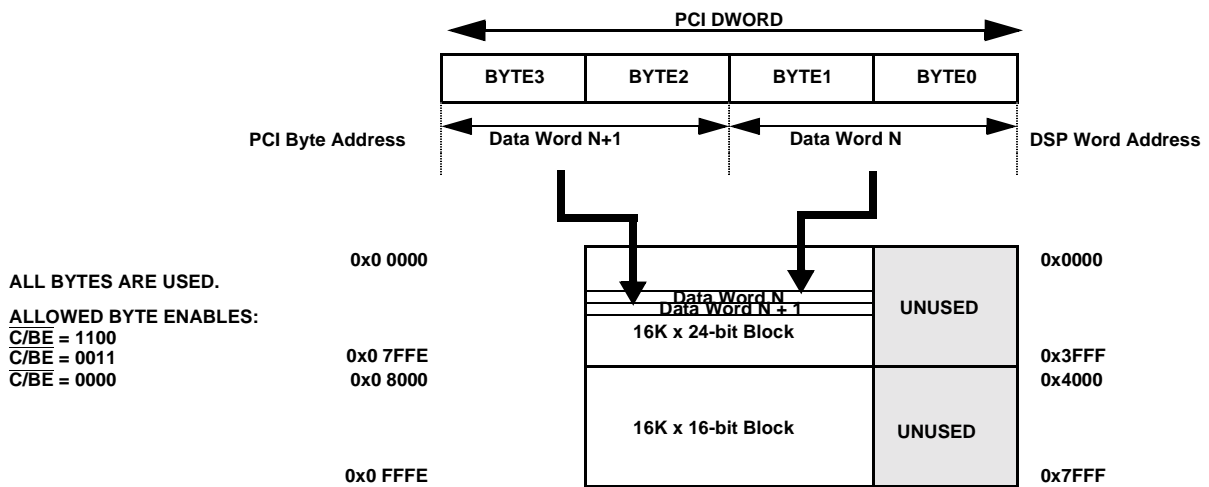 PCI DWORD
BYTE3 BYTE2 BYTE1 BYTE0
PCI Byte Address Data Word N+1 Data Word N DSP Word Address
0x0 0000 0x0000
ALL BYTES ARE USED.
Data Word N
UNUSED
Data Word N + 1
ALLOWED BYTE ENABLES:
16K x 24-bit Block
C/BE = 1100
C/BE = 0011 0x0 7FFE 0x3FFF
C/BE = 0000 0x0 8000 0x4000
16K x 16-bit Block UNUSED
0x0 FFFE 0x7FFF